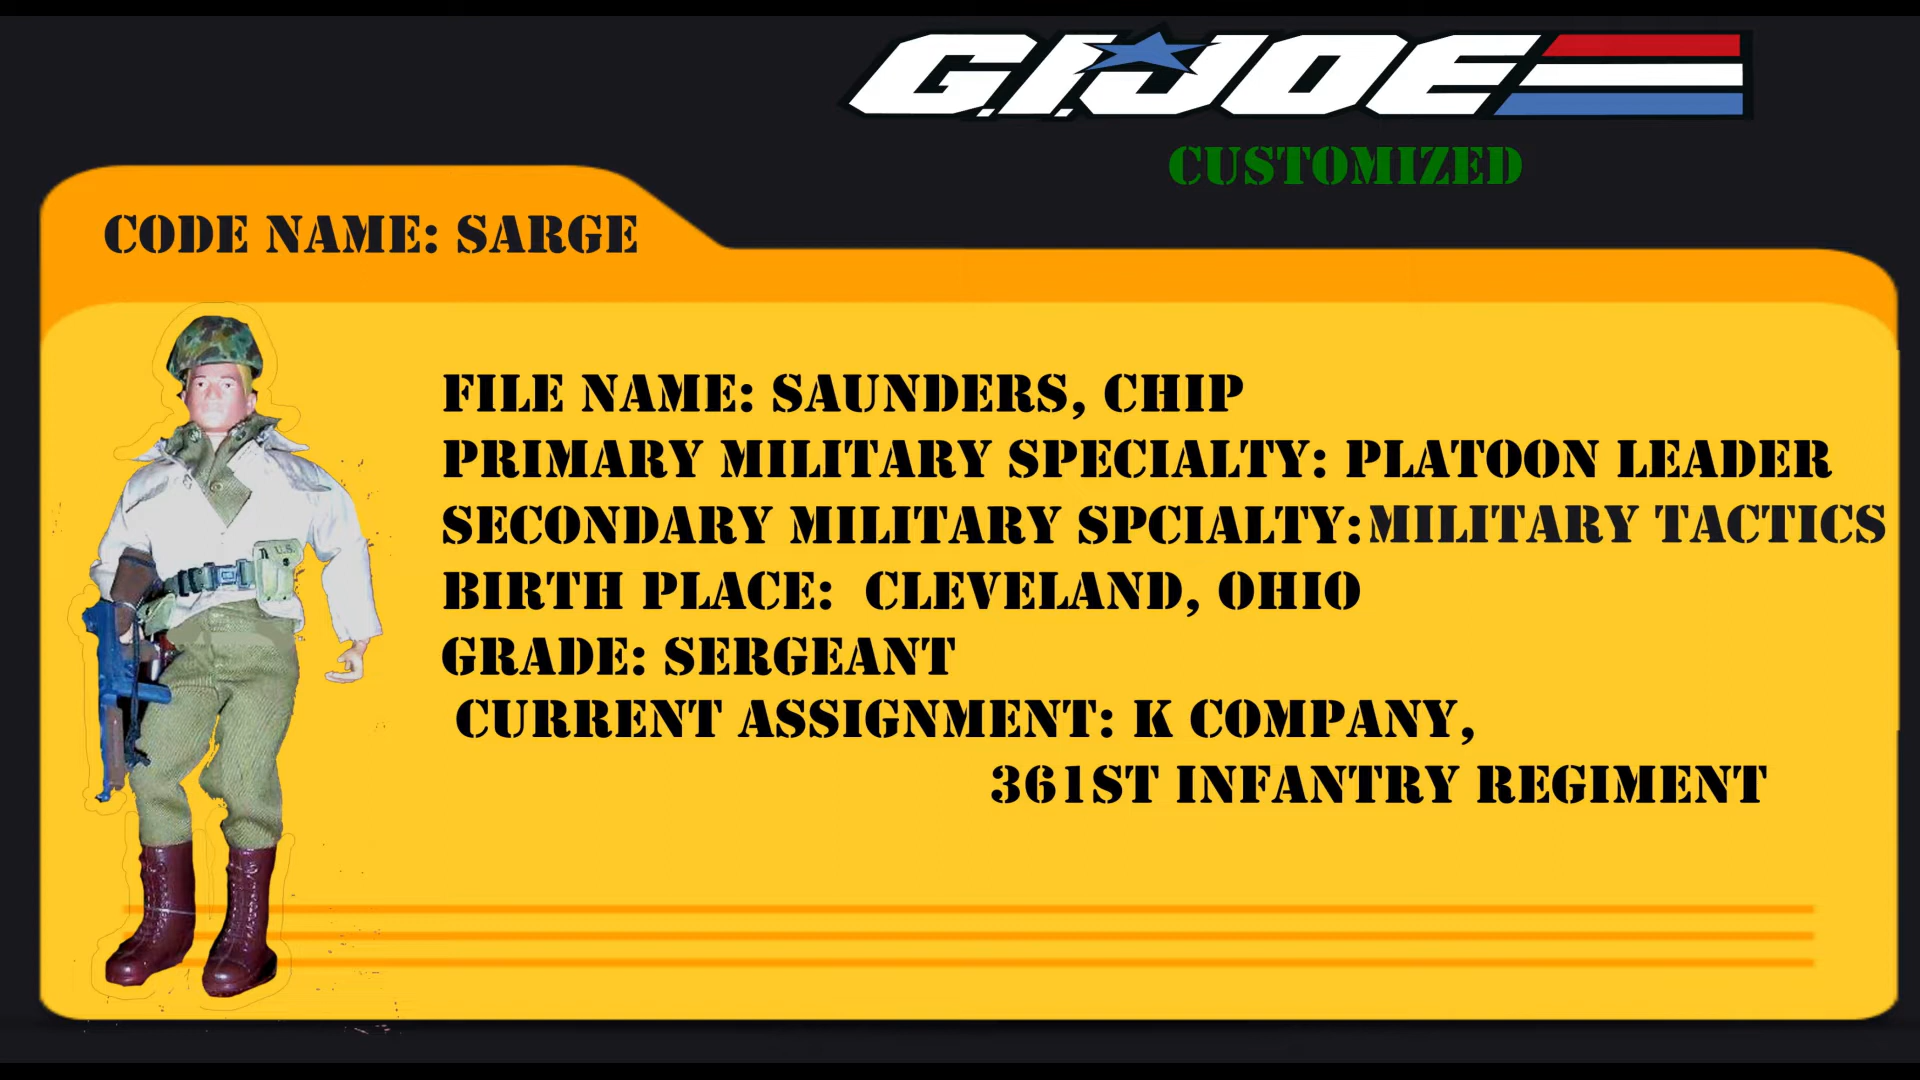 G.I.JOE
CUSTOMIZED
CODE NAME: SARGE
FILE NAME: SAUNDERS, CHIP
PRIMARY MILITARY SPECIALTY: PLATOON LEADER
SECONDARY MILITARY SPCIALTY:MILITARY TACTICS
BIRTH PLACE: CLEVELAND, OHIO
GRADE: SERGEANT
CURRENT ASSIGNMENT: K COMPANY,
361ST INFANTRY REGIMENT
U.S.